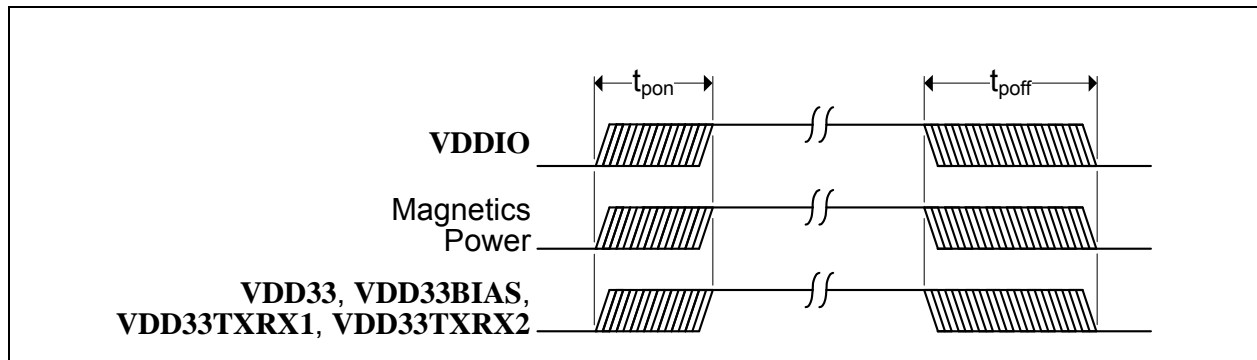 tpon
tpoff
VDDIO
Magnetics
Power
VDD33, VDD33BIAS,
VDD33TXRX1, VDD33TXRX2